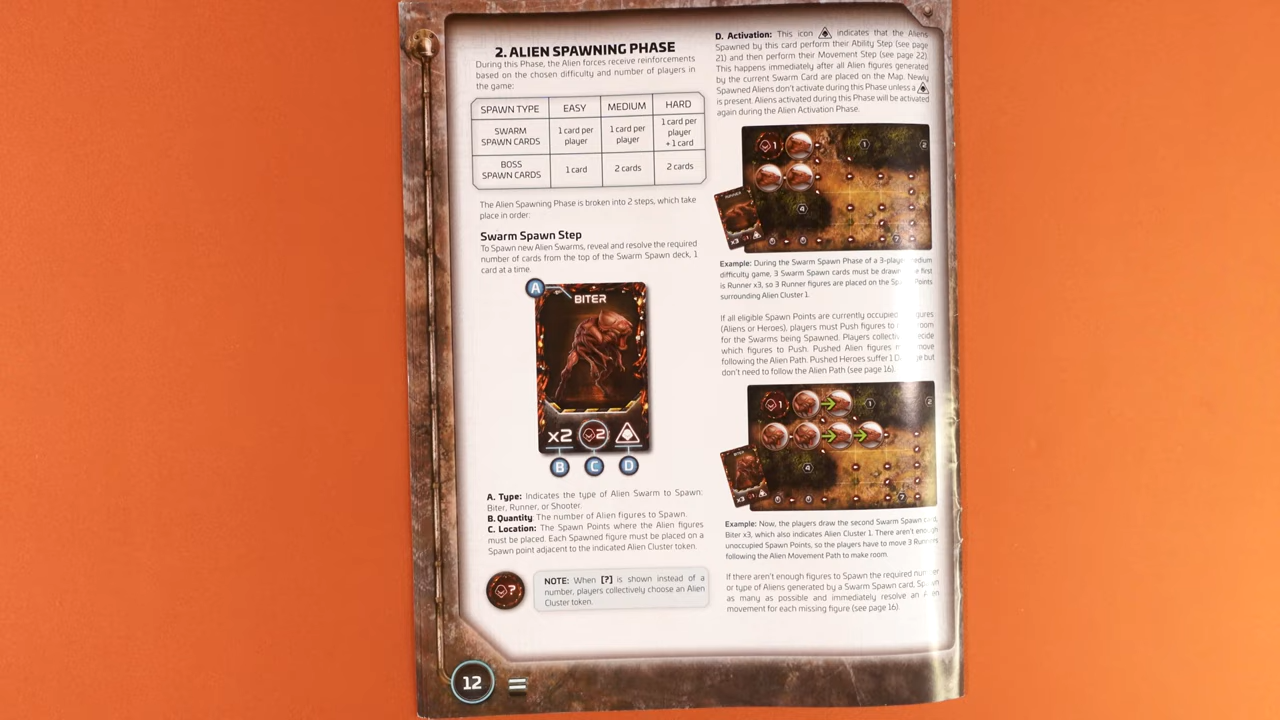 2. ALIEN SPAWNING PHASE
During this Phase, the Alien forces receive reinforcements
based on the chosen difficulty and number of players in
the game:
SPAWN TYPE EASY MEDIUM HARD
SWARM SPAWN CARDS 1 card per player 1 card per player 1 card per player + 1 card
BOSS SPAWN CARDS 1 card 2 cards 2 cards
The Alien Spawning Phase is broken into 2 steps, which take
place in order:
Swarm Spawn Step
To Spawn new Alien Swarms, reveal and resolve the required
number of cards from the top of the Swarm Spawn deck, 1
card at a time.
A
BITER
x2 2
B C D
A. Type: Indicates the type of Alien Swarm to Spawn:
Biter, Runner, or Shooter.
B. Quantity: The number of Alien figures to Spawn.
C. Location: The Spawn Points where the Alien figures
must be placed. Each Spawned figure must be placed on a
Spawn point adjacent to the indicated Alien Cluster token.
?
NOTE: When [?] is shown instead of a
number, players collectively choose an Alien
Cluster token.
12
D. Activation: This icon indicates that the Aliens
Spawned by this card perform their Ability Step (see page
21) and then perform their Movement Step (see page 22).
This happens immediately after all Alien figures generated
by the current Swarm Card are placed on the Map. Newly
Spawned Aliens don't activate during this Phase unless a
is present. Aliens activated during this Phase will be activated
again during the Alien Activation Phase.
1 1 2
RUNNER
4
x3 7
Example: During the Swarm Spawn Phase of a 3-player medium
difficulty game, 3 Swarm Spawn cards must be drawn. first
is Runner x3, so 3 Runner figures are placed on the Points
surrounding Alien Cluster 1.
If all eligible Spawn Points are currently occupied
(Aliens or Heroes), players must Push figures to room
for the Swarms being Spawned. Players
which figures to Push. Pushed Alien figures move
following the Alien Path. Pushed Heroes suffer 1 but
don't need to follow the Alien Path (see page 16).
1 1 2
BITER
4
x3 7
Example: Now, the players draw the second Swarm Spawn card,
Biter x3, which also indicates Alien Cluster 1. There aren't enough
unoccupied Spawn Points, so the players have to move 3 Runners
following the Alien Movement Path to make room.
If there aren't enough figures to Spawn the required number
or type of Aliens generated by a Swarm Spawn card, Spawn
as many as possible and immediately resolve an Alien
movement for each missing figure (see page 16).